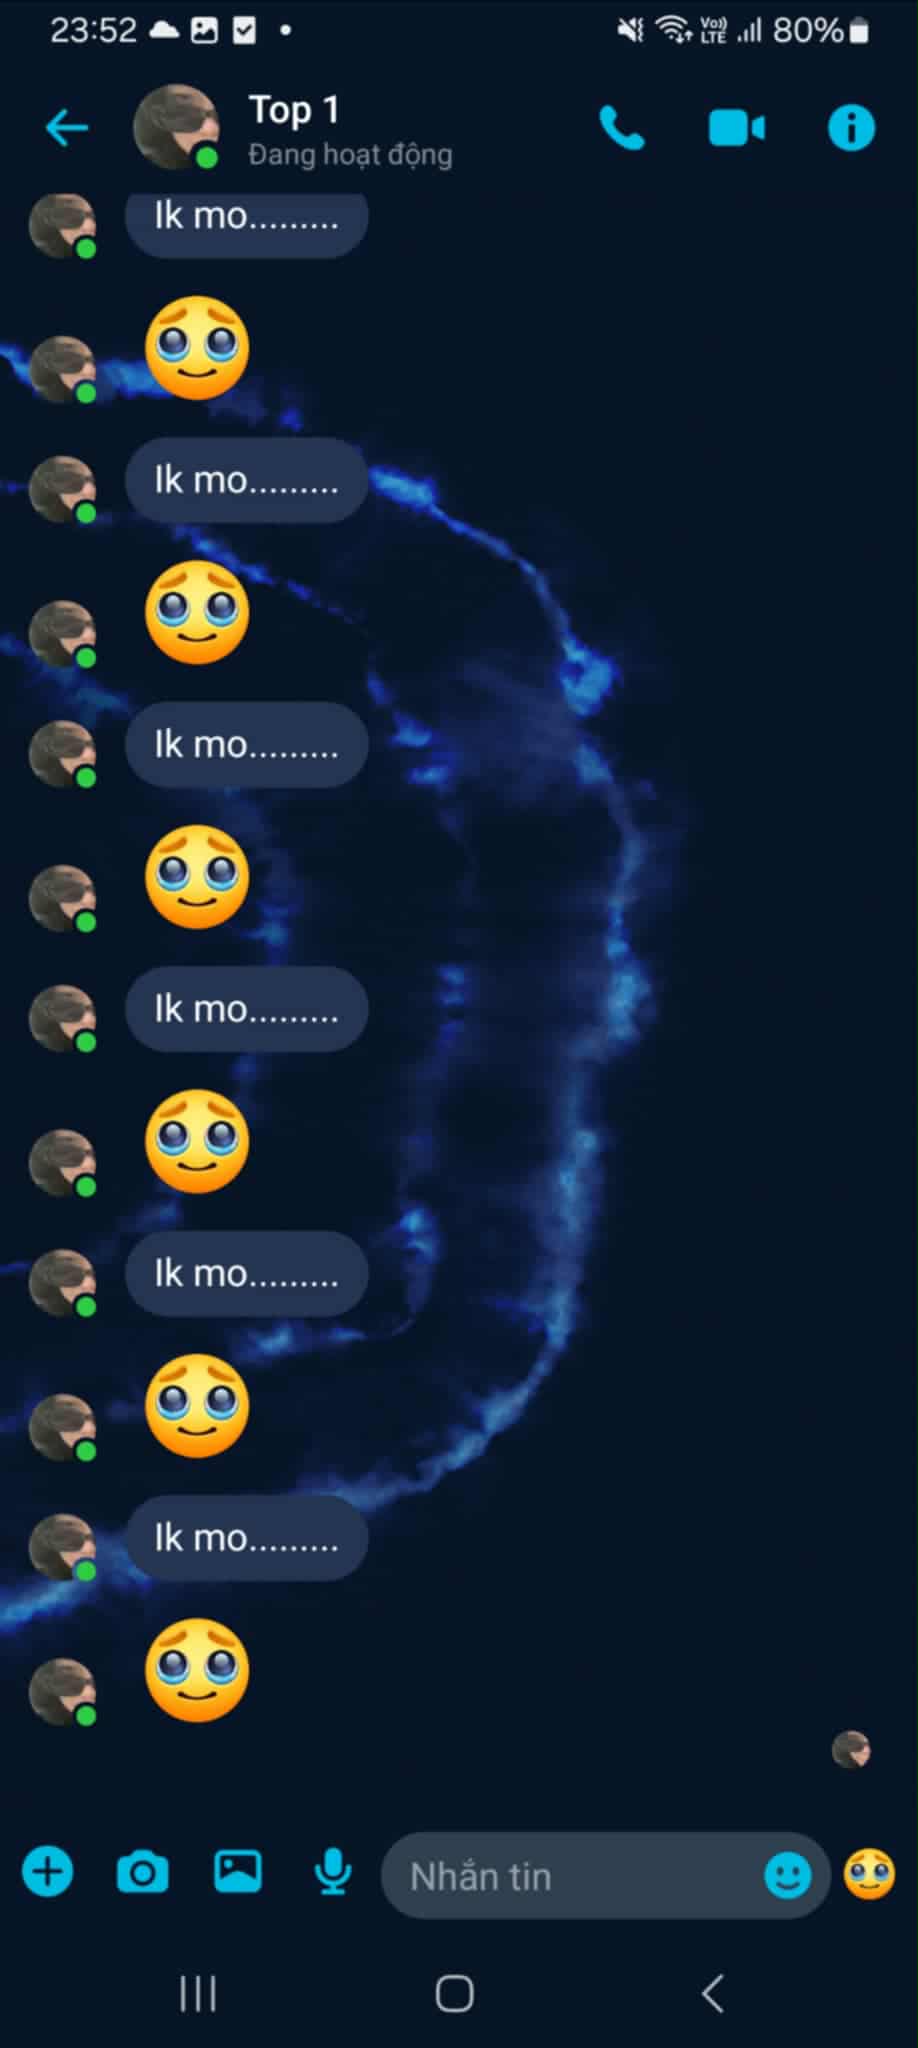 23:52
Vo))
LTE
80%
Top 1
Đang hoạt động
Ik mo.........
🥹
Ik mo.........
🥹
Ik mo.........
🥹
Ik mo.........
🥹
Ik mo.........
🥹
Ik mo.........
🥹
Nhắn tin